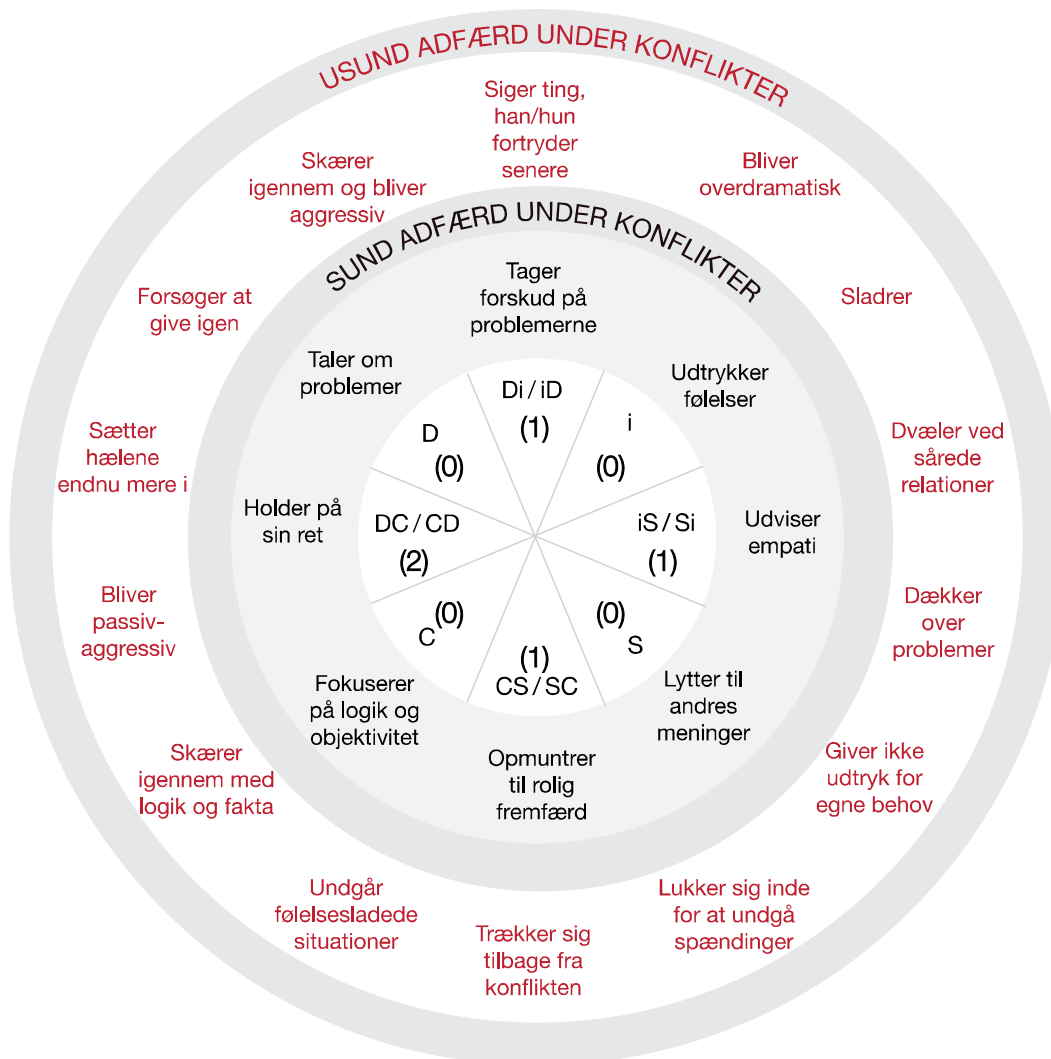 USUND ADFÆRD UNDER KONFLIKTER
Siger ting,
han/hun
fortryder
senere
Bliver
overdramatisk
Sladrer
Dvæler ved
sårede
relationer
Dækker
over
problemer
Giver ikke
udtryk for
egne behov
Lukker sig inde
for at undgå
spændinger
Trækker sig
tilbage fra
konflikten
Undgår
følelsesladede
situationer
Skærer
igennem med
logik og fakta
Bliver
passiv-
aggressiv
Sætter
hælene
endnu mere i
Forsøger at
give igen
Skærer
igennem og bliver
aggressiv
SUND ADFÆRD UNDER KONFLIKTER
Tager
forskud på
problemerne
Udtrykker
følelser
Udviser
empati
Lytter til
andres
meninger
Opmuntrer
til rolig
fremfærd
Fokuserer
på logik og
objektivitet
Holder på
sin ret
Taler om
problemer
Di / iD
(1)
i
(0)
iS / Si
(1)
(0)
S
(1)
CS / SC
(0)
C
DC / CD
(2)
D
(0)